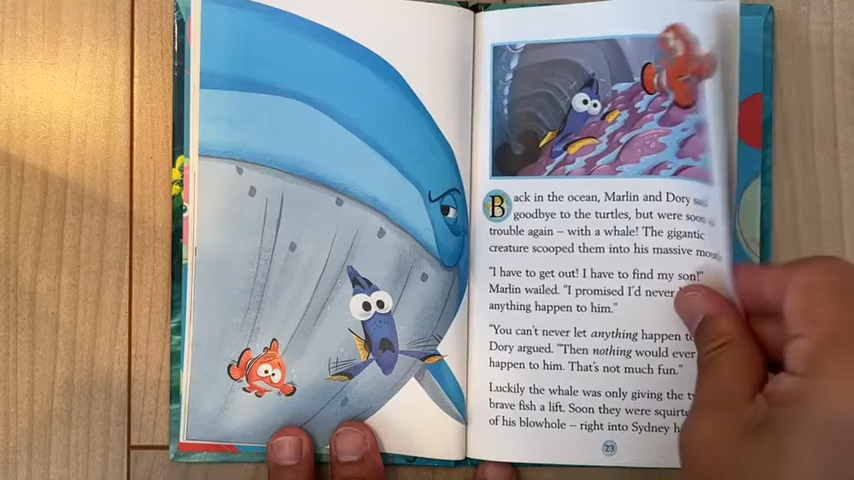 Back in the ocean, Marlin and Dory
goodbye to the turtles, but were soon
trouble again – with a whale! The gigantic
creature scooped them into his massive
"I have to get out! I have to find my son!"
Marlin wailed. "I promised I'd never
anything happen to him."
"You can't never let anything happen
Dory argued. "Then nothing would ever
happen to him. That's not much fun."
Luckily the whale was only giving the
brave fish a lift. Soon they were
of his blowhole – right into Sydney
23